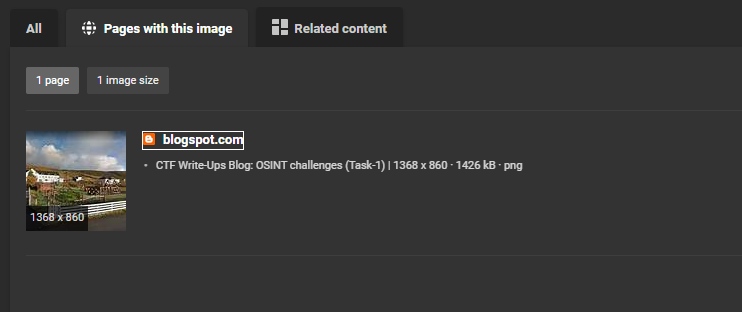 All
Pages with this image
Related content
1 page
1 image size
blogspot.com
• CTF Write-Ups Blog: OSINT challenges (Task-1) | 1368 x 860 · 1426 kB · png
1368 x 860